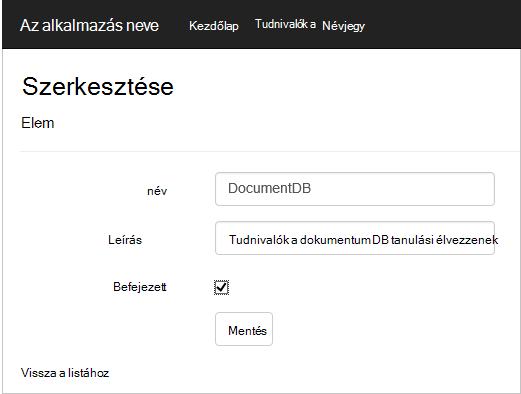 Az alkalmazás neve Kezdőlap Tudnivalók a Névjegy
Szerkesztése
Elem
név DocumentDB
Leírás Tudnivalók a dokumentum DB tanulási élvezzenek
Befejezett
Mentés
Vissza a listához